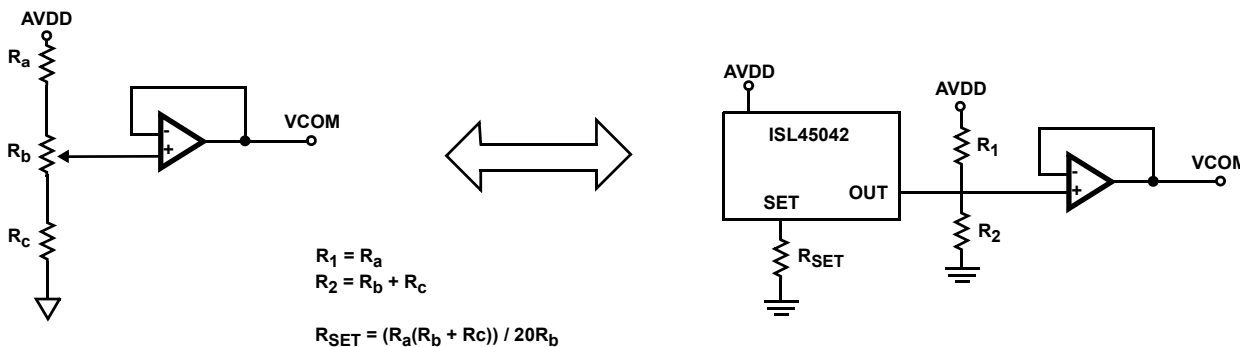 AVDD
Ra
Rb
Rc
-
+
VCOM
R1 = Ra
R2 = Rb + Rc
RSET = (Ra(Rb + Rc)) / 20Rb
AVDD
ISL45042
SET
OUT
RSET
AVDD
R1
R2
-
+
VCOM